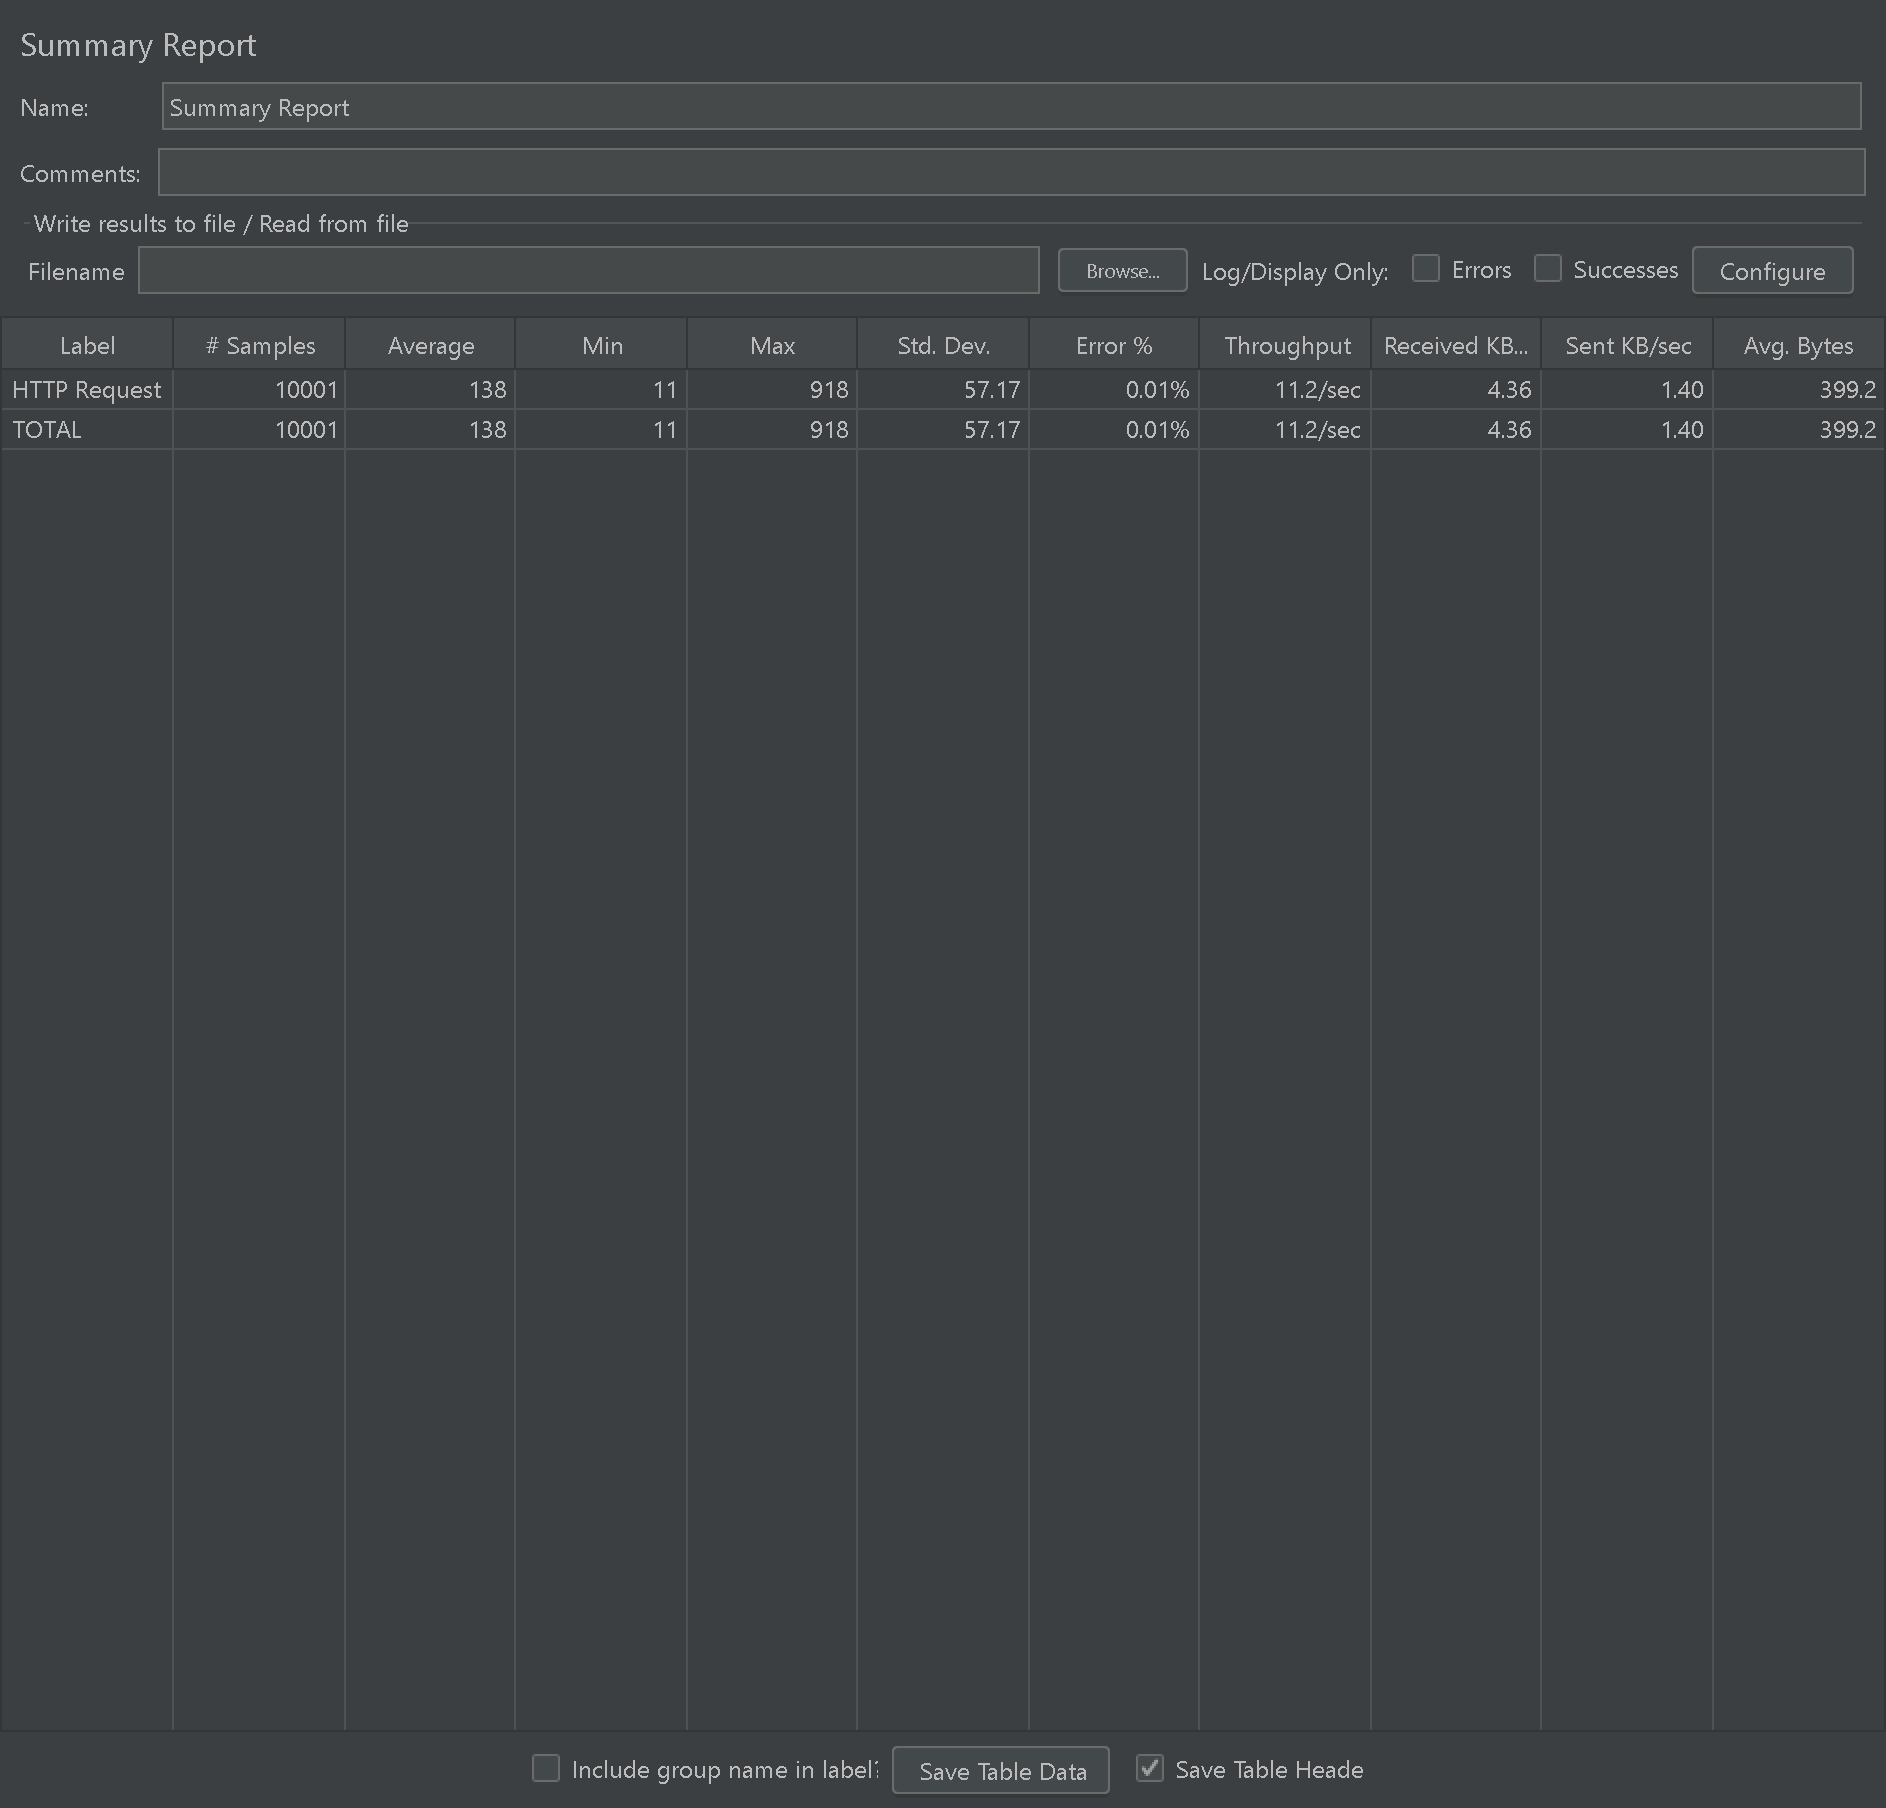 Summary Report
Name: Summary Report
Comments:
Write results to file / Read from file
Filename Browse... Log/Display Only: Errors Successes Configure
Label # Samples Average Min Max Std. Dev. Error % Throughput Received KB... Sent KB/sec Avg. Bytes
HTTP Request 10001 138 11 918 57.17 0.01% 11.2/sec 4.36 1.40 399.2
TOTAL 10001 138 11 918 57.17 0.01% 11.2/sec 4.36 1.40 399.2
Include group name in label? Save Table Data Save Table Heade